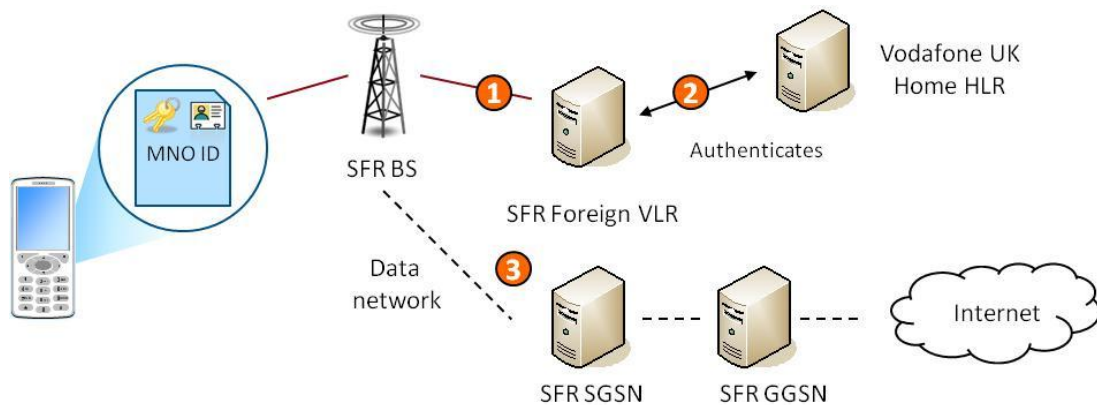 MNO ID
SFR BS
1
2
Vodafone UK
Home HLR
Authenticates
SFR Foreign VLR
Data
network
3
Internet
SFR SGSN
SFR GGSN